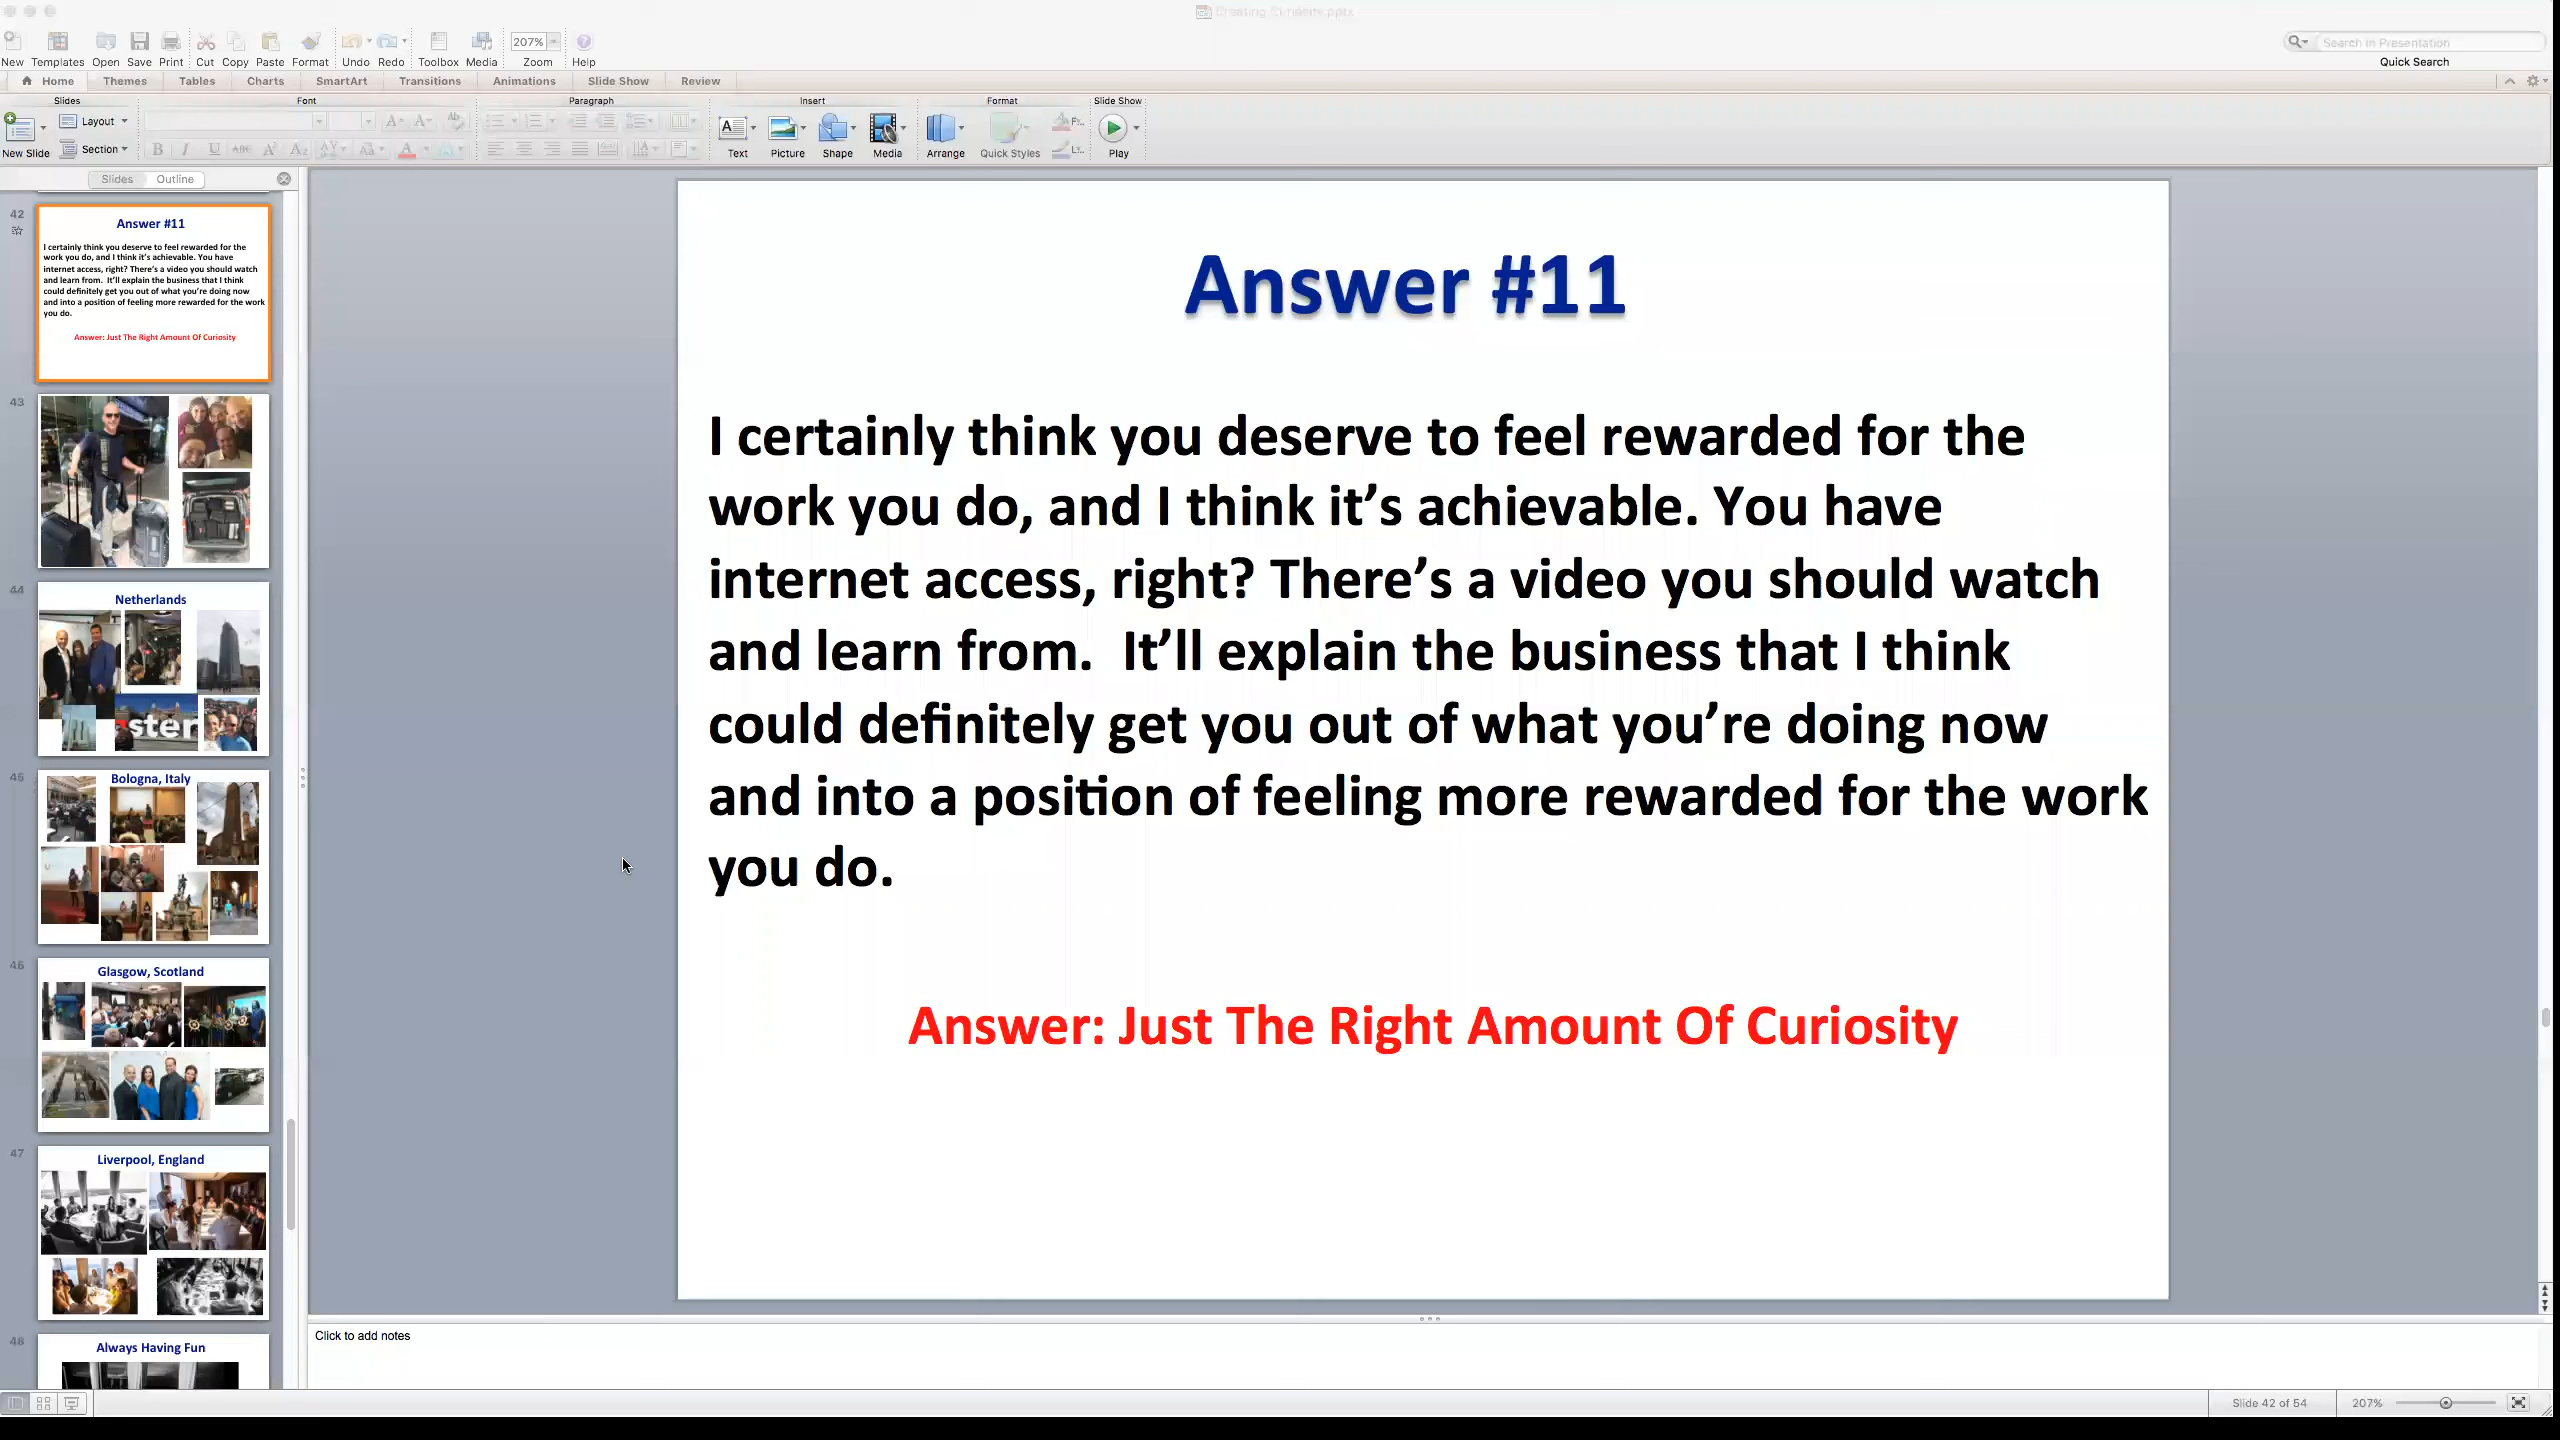 Creating Curiosity.pptx
New Templates Open Save Print Cut Copy Paste Format Undo Redo Toolbox Media 207% Zoom Help
Search in Presentation
Quick Search
Home Themes Tables Charts SmartArt Transitions Animations Slide Show Review
Slides Font Paragraph Insert Format Slide Show
New Slide Layout Section
B I U ABC A A
Text Picture Shape Media Arrange Quick Styles Play
Slides Outline
42
Answer #11
I certainly think you deserve to feel rewarded for the
work you do, and I think it's achievable. You have
internet access, right? There's a video you should watch
and learn from.  It'll explain the business that I think
could definitely get you out of what you're doing now
and into a position of feeling more rewarded for the work
you do.
Answer: Just The Right Amount Of Curiosity
43
44
Netherlands
ster
45
Bologna, Italy
46
Glasgow, Scotland
47
Liverpool, England
48
Always Having Fun
Answer #11
I certainly think you deserve to feel rewarded for the
work you do, and I think it’s achievable. You have
internet access, right? There’s a video you should watch
and learn from.  It’ll explain the business that I think
could definitely get you out of what you’re doing now
and into a position of feeling more rewarded for the work
you do.
Answer: Just The Right Amount Of Curiosity
Click to add notes
Slide 42 of 54
207%